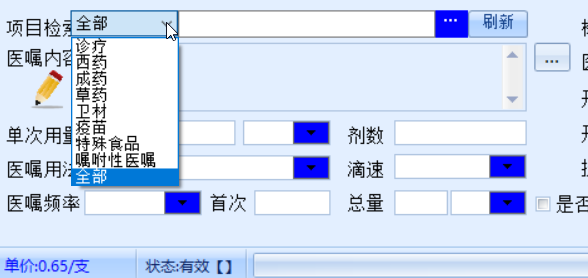 项目检索 全部 ... 刷新
诊疗
医嘱内容 西药 ...
成药
草药
卫材
单次用量 疫苗 剂数
特殊食品
医嘱用法 嘱咐性医嘱 滴速
全部
医嘱频率 首次 总量 是否
单价:0.65/支 状态:有效【】